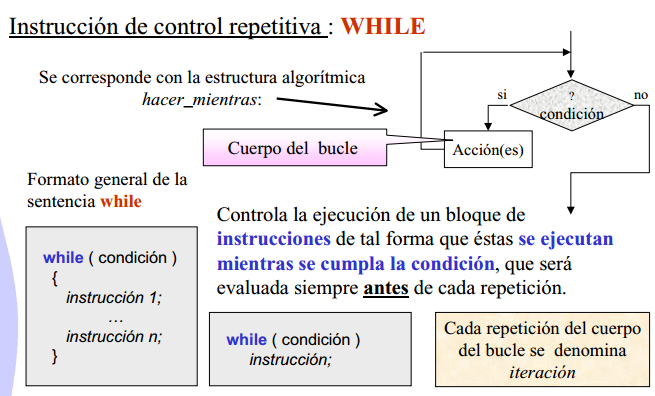 Instrucción de control repetitiva : WHILE
Se corresponde con la estructura algorítmica
hacer_mientras:
?
condición
si
no
Cuerpo del bucle
Acción(es)
Formato general de la
sentencia while
while ( condición )
{
instrucción 1;
…
instrucción n;
}
Controla la ejecución de un bloque de
instrucciones de tal forma que éstas se ejecutan
mientras se cumpla la condición, que será
evaluada siempre antes de cada repetición.
while ( condición )
instrucción;
Cada repetición del cuerpo
del bucle se denomina
iteración